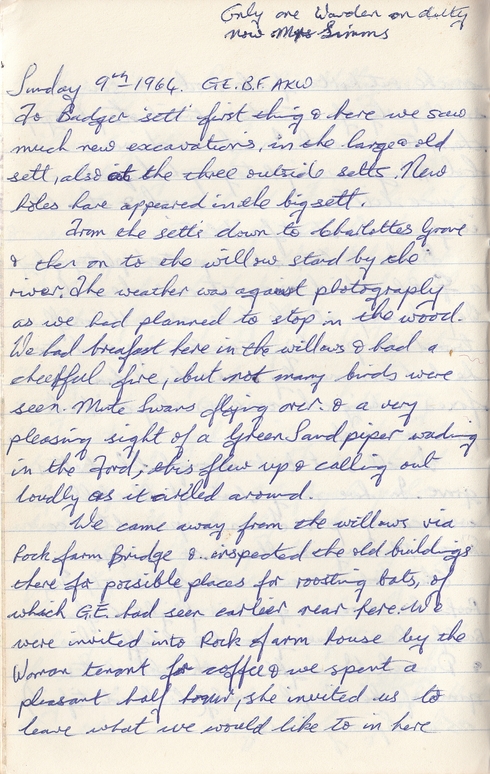 Only one Warden on duty
now Mrs Simms
Sunday 9th 1964. G.E. B.F. AKW
To Badger sett first thing & here we saw
much new excavations, in the large old
sett, also at the three outside setts. New
holes have appeared in the big sett.
From the setts down to Charlottes Grove
& then on to the willow stand by the
river. The weather was against photography
as we had planned to stop in the wood.
We had breafast here in the willows & had a
cheefful fire, but not many birds were
seen. Mute Swans flying over. & a very
pleasing sight of a Green Sandpiper wading
in the Ford, this flew up & calling out
loudly as it circled around.
We came away from the willows via
Rock farm Bridge & enspected the old buildings
there for possible places for roosting bats, of
which G.E. had seen earlier near here. We
were invited into Rock farm house by the
Woman tenant for coffee & we spent a
pleasant half hour, she invited us to
leave what we would like to in here